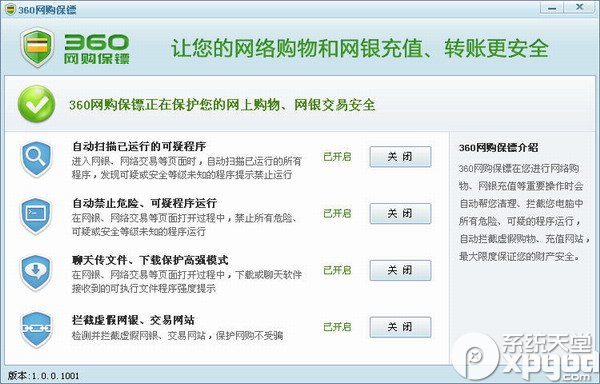 360网购保镖
360
网购保镖
让您的网络购物和网银充值、转账更安全
360网购保镖正在保护您的网上购物、网银交易安全
自动扫描已运行的可疑程序
进入网银、网络交易等页面时，自动扫描已运行的所有
程序，发现可疑或安全等级未知的程序提示禁止运行
已开启
关 闭
自动禁止危险、可疑程序运行
在网银、网络交易等页面打开过程中，禁止所有危险、
可疑或安全等级未知的程序运行
已开启
关 闭
聊天传文件、下载保护高强模式
在网银、网络交易等页面打开过程中，下载或聊天软件
接收到的可执行文件程序强度提示
已开启
关 闭
拦截虚假网银、交易网站
检测并拦截虚假网银、交易网站，保护网购不受骗
已开启
关 闭
360网购保镖介绍
360网购保镖在您进行网络购
物、网银充值等重要操作时会
自动帮您清理、拦截您电脑中
所有危险、可疑的程序运行，
自动拦截虚假购物、充值网站，
最大限度保证您的财产安全。
版本:1.0.0.1001
系统天堂
xpgod.com